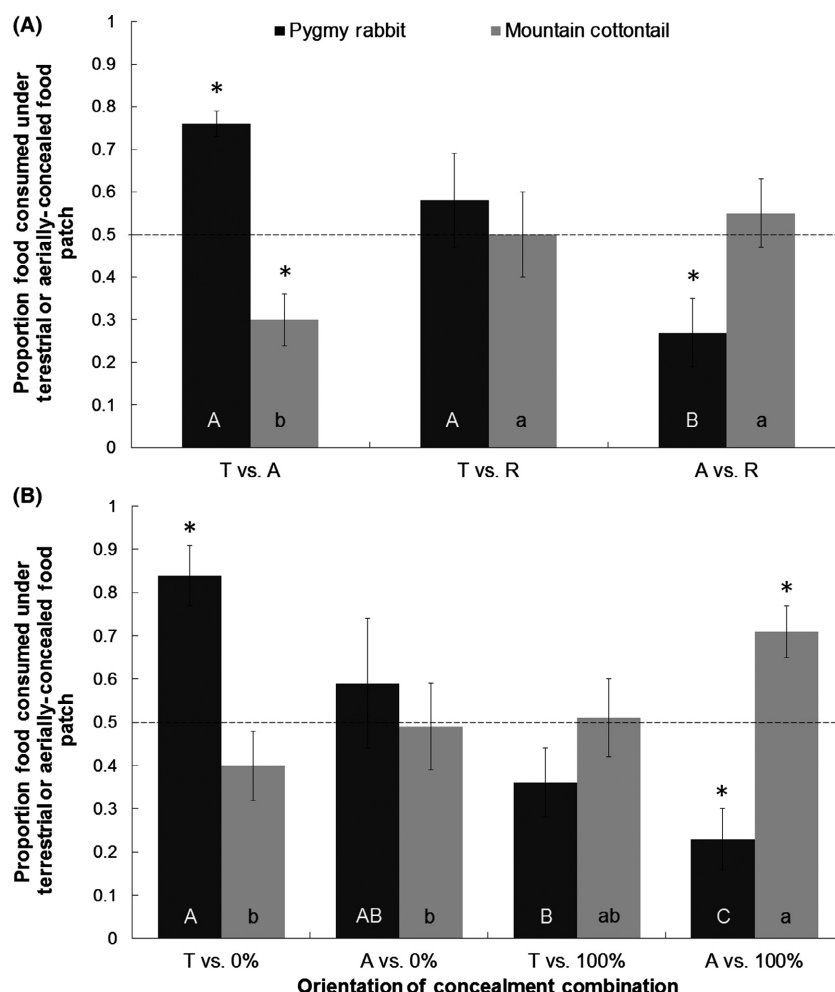 (A)
Pygmy rabbit
Mountain cottontail
Proportion food consumed under
terestrial or aerially-concealed food
patch
1
0.9
0.8
0.7
0.6
0.5
0.4
0.3
0.2
0.1
0
*
*
*
A
b
A
a
B
a
T vs. A
T vs. R
A vs. R
(B)
Proportion food consumed under
terrestrial or aerially-concealed food
patch
1
0.9
0.8
0.7
0.6
0.5
0.4
0.3
0.2
0.1
0
*
*
*
A
b
AB
b
B
ab
C
a
T vs. 0%
A vs. 0%
T vs. 100%
A vs. 100%
Orientation of concealment combination